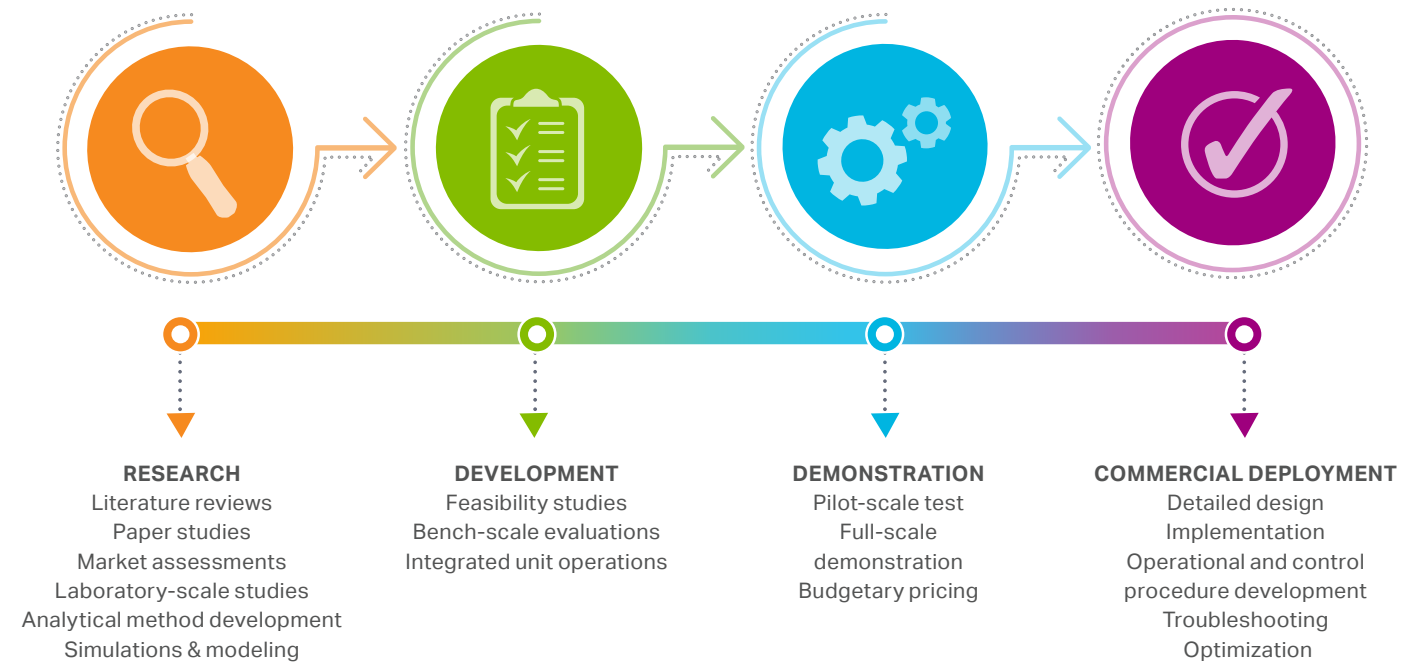 RESEARCH
Literature reviews
Paper studies
Market assessments
Laboratory-scale studies
Analytical method development
Simulations & modeling
DEVELOPMENT
Feasibility studies
Bench-scale evaluations
Integrated unit operations
DEMONSTRATION
Pilot-scale test
Full-scale
demonstration
Budgetary pricing
COMMERCIAL DEPLOYMENT
Detailed design
Implementation
Operational and control
procedure development
Troubleshooting
Optimization